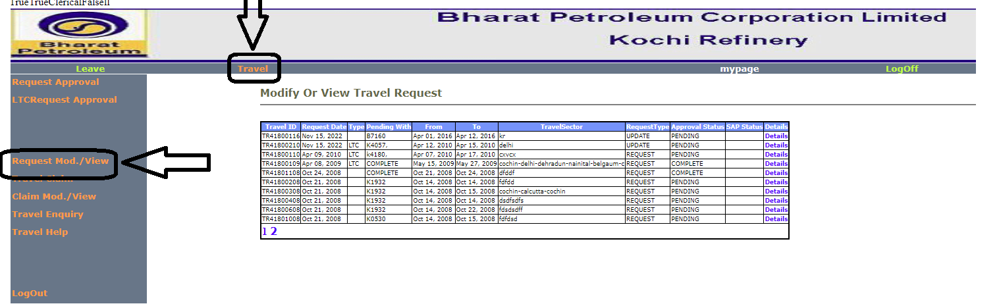 TrueTrueClericalFalseII
Bharat Petroleum Corporation Limited
Kochi Refinery
Bharat
Petroleum
Leave Travel mypage LogOff
Request Approval
LTCRequest Approval
Request Mod./View
Travel Claim
Claim Mod./View
Travel Enquiry
Travel Help
LogOut
Modify Or View Travel Request
Travel ID Request Date Type Pending With From To TravelSector RequestType Approval Status SAP Status Details
TR41800116 Nov 15, 2022 B7160 Apr 01, 2016 Apr 12, 2016 kr UPDATE PENDING Details
TR41800210 Nov 15, 2022 LTC K4057, Apr 12, 2010 Apr 15, 2010 delhi UPDATE PENDING Details
TR41800110 Apr 09, 2010 LTC k4180, Apr 07, 2010 Apr 17, 2010 cxvcx REQUEST PENDING Details
TR41800109 Apr 08, 2009 LTC COMPLETE May 15, 2009 May 27, 2009 cochin-delhi-dehradun-nainital-belgaum-c REQUEST COMPLETE Details
TR41801108 Oct 24, 2008 COMPLETE Oct 21, 2008 Oct 24, 2008 dfddf REQUEST COMPLETE Details
TR41800208 Oct 21, 2008 K1932 Oct 14, 2008 Oct 14, 2008 fdfdd REQUEST PENDING Details
TR41800308 Oct 21, 2008 K1932 Oct 14, 2008 Oct 15, 2008 cochin-calcutta-cochin REQUEST PENDING Details
TR41800408 Oct 21, 2008 K1932 Oct 14, 2008 Oct 14, 2008 dsdfsdfs REQUEST PENDING Details
TR41800608 Oct 21, 2008 K1932 Oct 14, 2008 Oct 22, 2008 fdsdsdff REQUEST PENDING Details
TR41801008 Oct 21, 2008 K0530 Oct 14, 2008 Oct 15, 2008 fdfdsd REQUEST PENDING Details
1 2